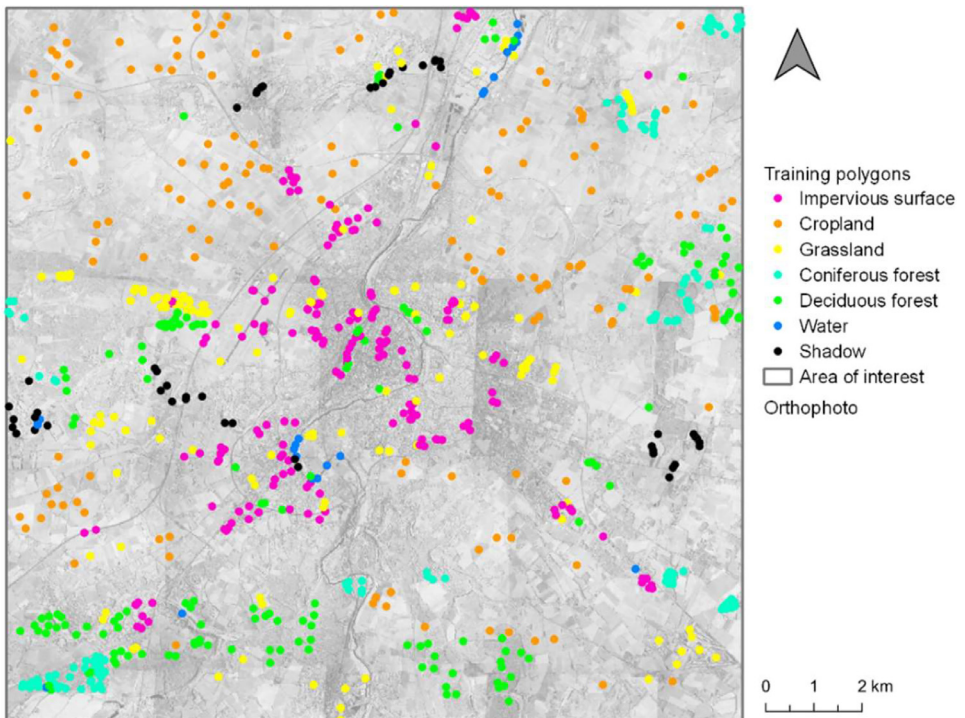 Training polygons
Impervious surface
Cropland
Grassland
Coniferous forest
Deciduous forest
Water
Shadow
Area of interest
Orthophoto
0 1 2 km